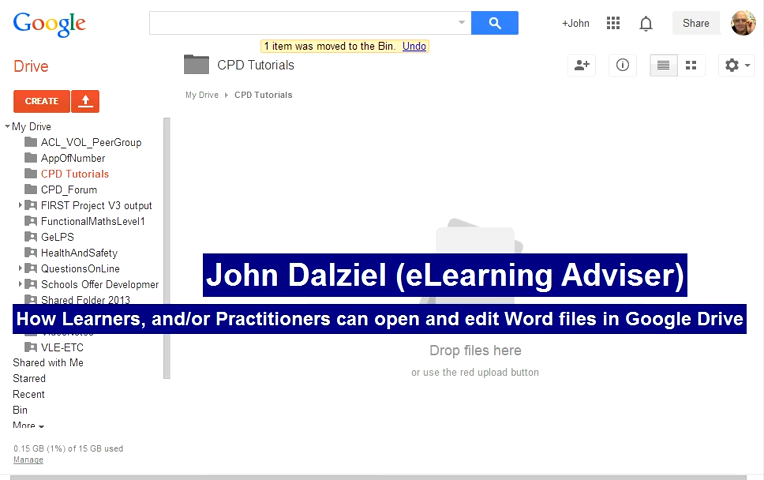 Google
+John
Share
1 item was moved to the Bin. Undo
Drive
CPD Tutorials
My Drive CPD Tutorials
CREATE
My Drive
ACL_VOL_PeerGroup
AppOfNumber
CPD Tutorials
CPD_Forum
FIRST Project V3 output
FunctionalMathsLevel1
GeLPS
HealthAndSafety
QuestionsOnLine
Schools Offer Developmer
Shared Folder 2013
John Dalziel (eLearning Adviser)
How Learners, and/or Practitioners can open and edit Word files in Google Drive
VLE-ETC
Shared with Me
Starred
Recent
Bin
More
Drop files here
or use the red upload button
0.15 GB (1%) of 15 GB used
Manage